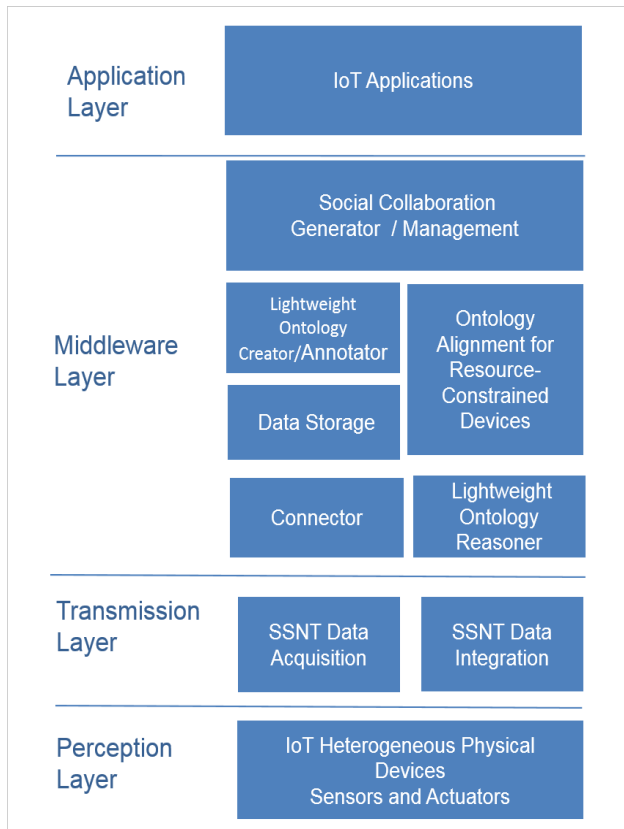 Application
Layer
IoT Applications
Social Collaboration
Generator / Management
Middleware
Layer
Lightweight
Ontology
Creator/Annotator
Ontology
Alignment for
Resource-
Constrained
Devices
Data Storage
Connector
Lightweight
Ontology
Reasoner
Transmission
Layer
SSNT Data
Acquisition
SSNT Data
Integration
Perception
Layer
IoT Heterogeneous Physical
Devices
Sensors and Actuators